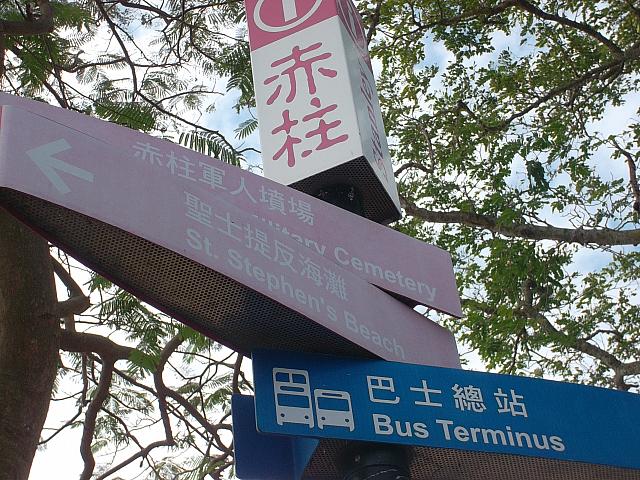 赤柱
赤柱軍人墳場
Cemetery
聖士提反海灘
St. Stephen's Beach
巴士總站
Bus Terminus